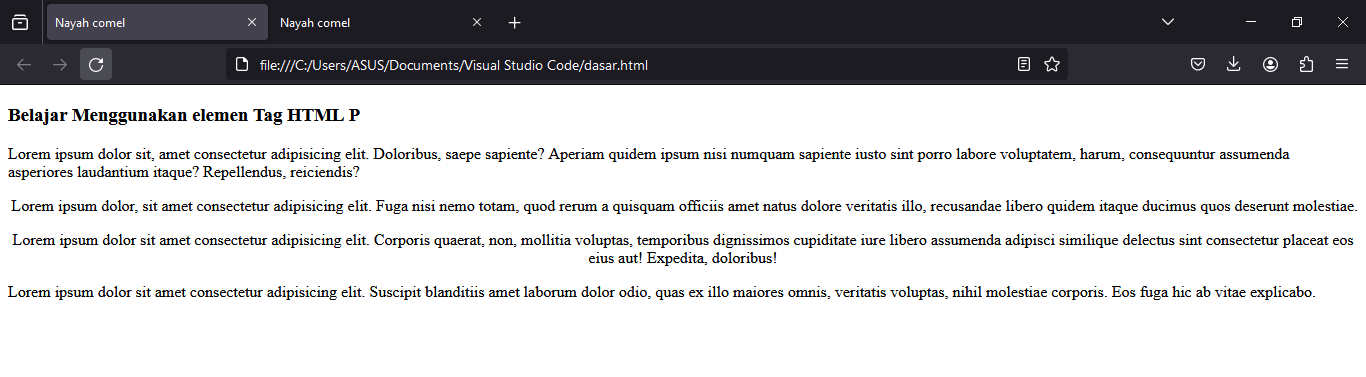 Nayah comel
Nayah comel
file:///C:/Users/ASUS/Documents/Visual Studio Code/dasar.html
Belajar Menggunakan elemen Tag HTML P
Lorem ipsum dolor sit, amet consectetur adipisicing elit. Doloribus, saepe sapiente? Aperiam quidem ipsum nisi numquam sapiente iusto sint porro labore voluptatem, harum, consequuntur assumenda
asperiores laudantium itaque? Repellendus, reiciendis?
Lorem ipsum dolor, sit amet consectetur adipisicing elit. Fuga nisi nemo totam, quod rerum a quisquam officiis amet natus dolore veritatis illo, recusandae libero quidem itaque ducimus quos deserunt molestiae.
Lorem ipsum dolor sit amet consectetur adipisicing elit. Corporis quaerat, non, mollitia voluptas, temporibus dignissimos cupiditate iure libero assumenda adipisci similique delectus sint consectetur placeat eos
eius aut! Expedita, doloribus!
Lorem ipsum dolor sit amet consectetur adipisicing elit. Suscipit blanditiis amet laborum dolor odio, quas ex illo maiores omnis, veritatis voluptas, nihil molestiae corporis. Eos fuga hic ab vitae explicabo.